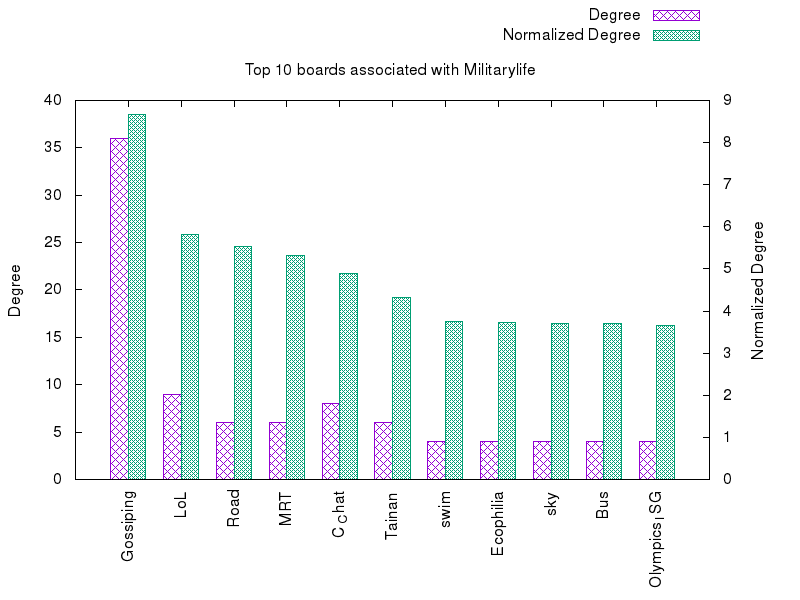 Degree
Normalized Degree
Top 10 boards associated with Militarylife
40
35
30
25
20
15
10
5
0
9
8
7
6
5
4
3
2
1
0
Degree
Normalized Degree
Gossiping
LoL
Road
MRT
CChat
Tainan
swim
Ecophilia
sky
Bus
OlympicsISG